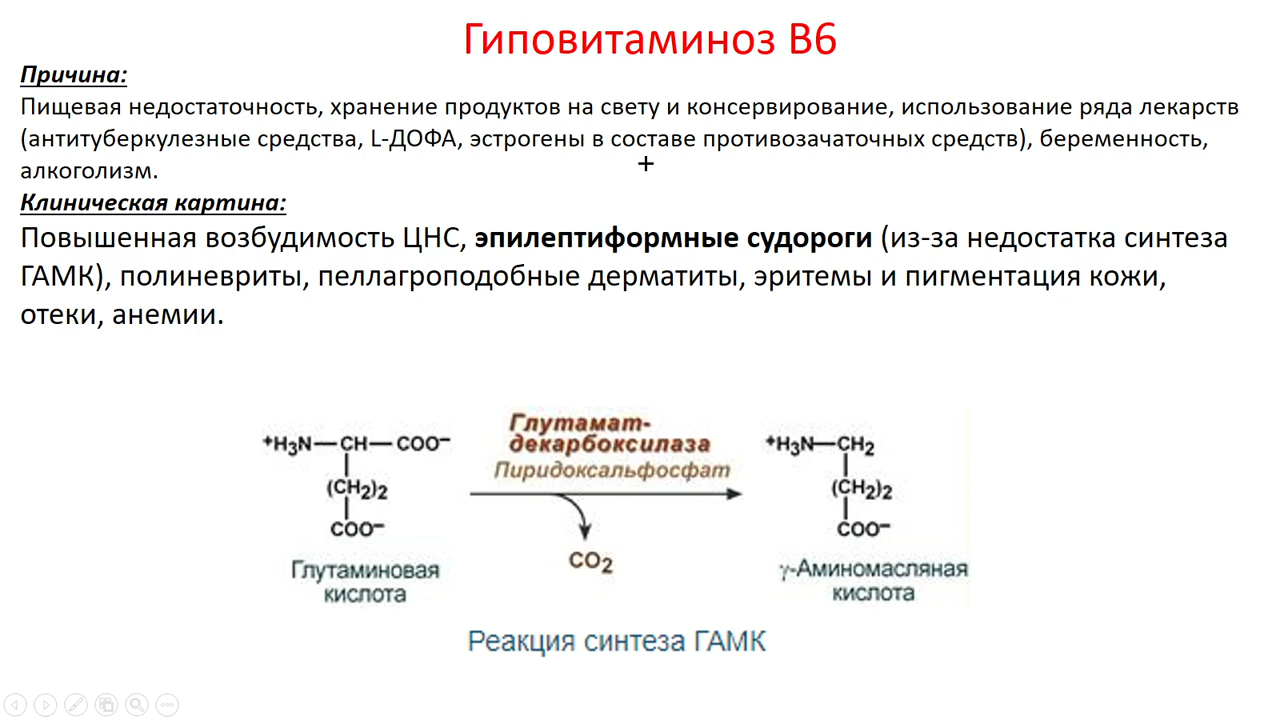 Гиповитаминоз В6
Причина:
Пищевая недостаточность, хранение продуктов на свету и консервирование, использование ряда лекарств
(антитуберкулезные средства, L-ДОФА, эстрогены в составе противозачаточных средств), беременность,
алкоголизм.
Клиническая картина:
Повышенная возбудимость ЦНС, эпилептиформные судороги (из-за недостатка синтеза
ГАМК), полиневриты, пеллагроподобные дерматиты, эритемы и пигментация кожи,
отеки, анемии.
Глутамат-
декарбоксилаза
Пиридоксальфосфат
⁺H₃N—CH—COO⁻
(CH₂)₂
COO⁻
Глутаминовая
кислота
CO₂
⁺H₃N—CH₂
(CH₂)₂
COO⁻
γ-Аминомасляная
кислота
Реакция синтеза ГАМК